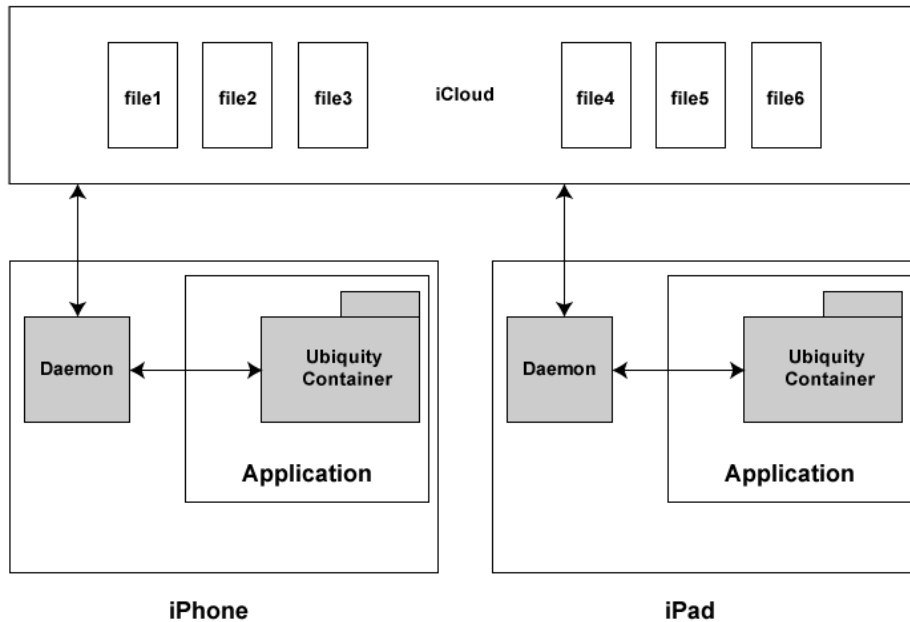 file1
file2
file3
iCloud
file4
file5
file6
Daemon
Ubiquity
Container
Application
Daemon
Ubiquity
Container
Application
iPhone
iPad